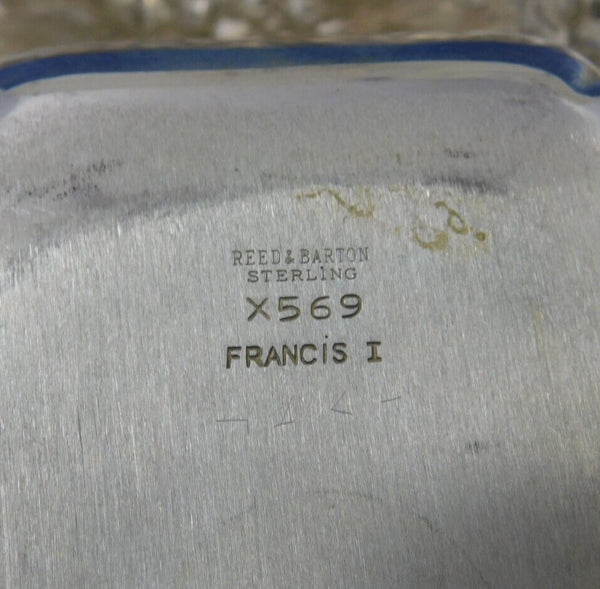 REED & BARTON
STERLING
X569
FRANCIS I